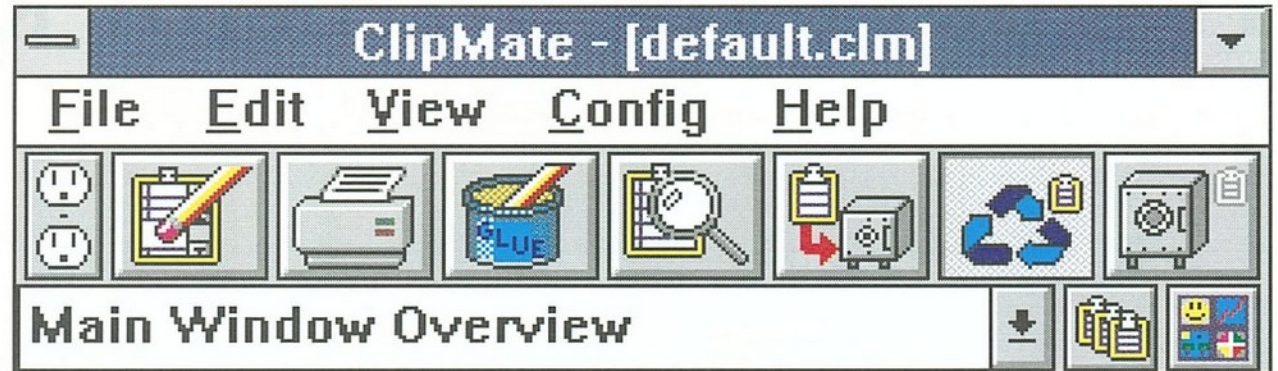 ClipMate - [default.clm]
File Edit View Config Help
GLUE
Main Window Overview